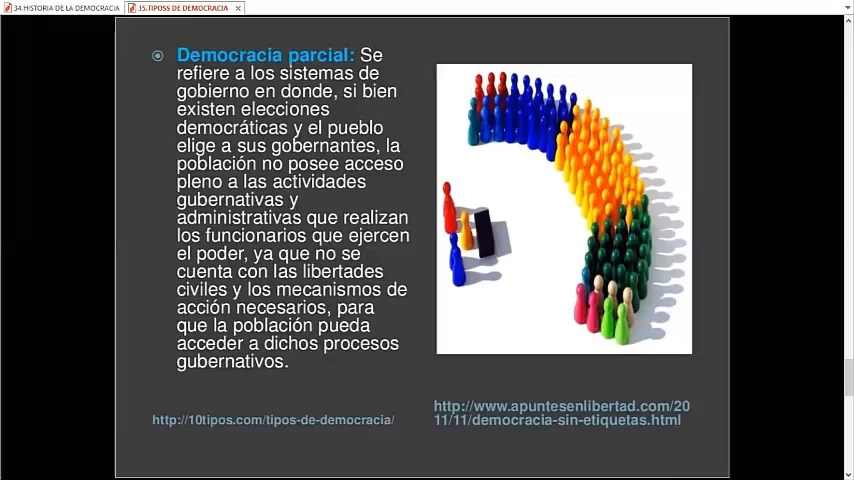 34.HISTORIA DE LA DEMOCRACIA
35.TIPOSS DE DEMOCRACIA
Democracia parcial: Se
refiere a los sistemas de
gobierno en donde, si bien
existen elecciones
democráticas y el pueblo
elige a sus gobernantes, la
población no posee acceso
pleno a las actividades
gubernativas y
administrativas que realizan
los funcionarios que ejercen
el poder, ya que no se
cuenta con las libertades
civiles y los mecanismos de
acción necesarios, para
que la población pueda
acceder a dichos procesos
gubernativos.
http://10tipos.com/tipos-de-democracia/
http://www.apuntesenlibertad.com/20
11/11/democracia-sin-etiquetas.html